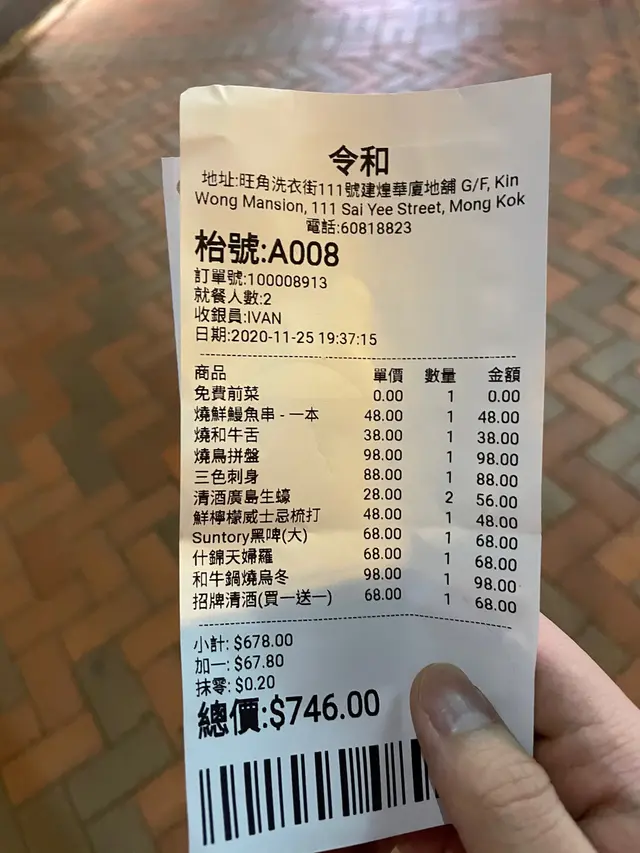 令和
地址:旺角洗衣街111號建煌華廈地舖 G/F, Kin
Wong Mansion, 111 Sai Yee Street, Mong Kok
電話:60818823
枱號:A008
訂單號:100008913
就餐人數:2
收銀員:IVAN
日期:2020-11-25 19:37:15
商品 單價 數量 金額
免費前菜 0.00 1 0.00
燒鮮鰻魚串 - 一本 48.00 1 48.00
燒和牛舌 38.00 1 38.00
燒鳥拼盤 98.00 1 98.00
三色刺身 88.00 1 88.00
清酒廣島生蠔 28.00 2 56.00
鮮檸檬威士忌梳打 48.00 1 48.00
Suntory黑啤(大) 68.00 1 68.00
什錦天婦羅 68.00 1 68.00
和牛鍋燒烏冬 98.00 1 98.00
招牌清酒(買一送一) 68.00 1 68.00
小計: $678.00
加一: $67.80
抹零: $0.20
總價:$746.00